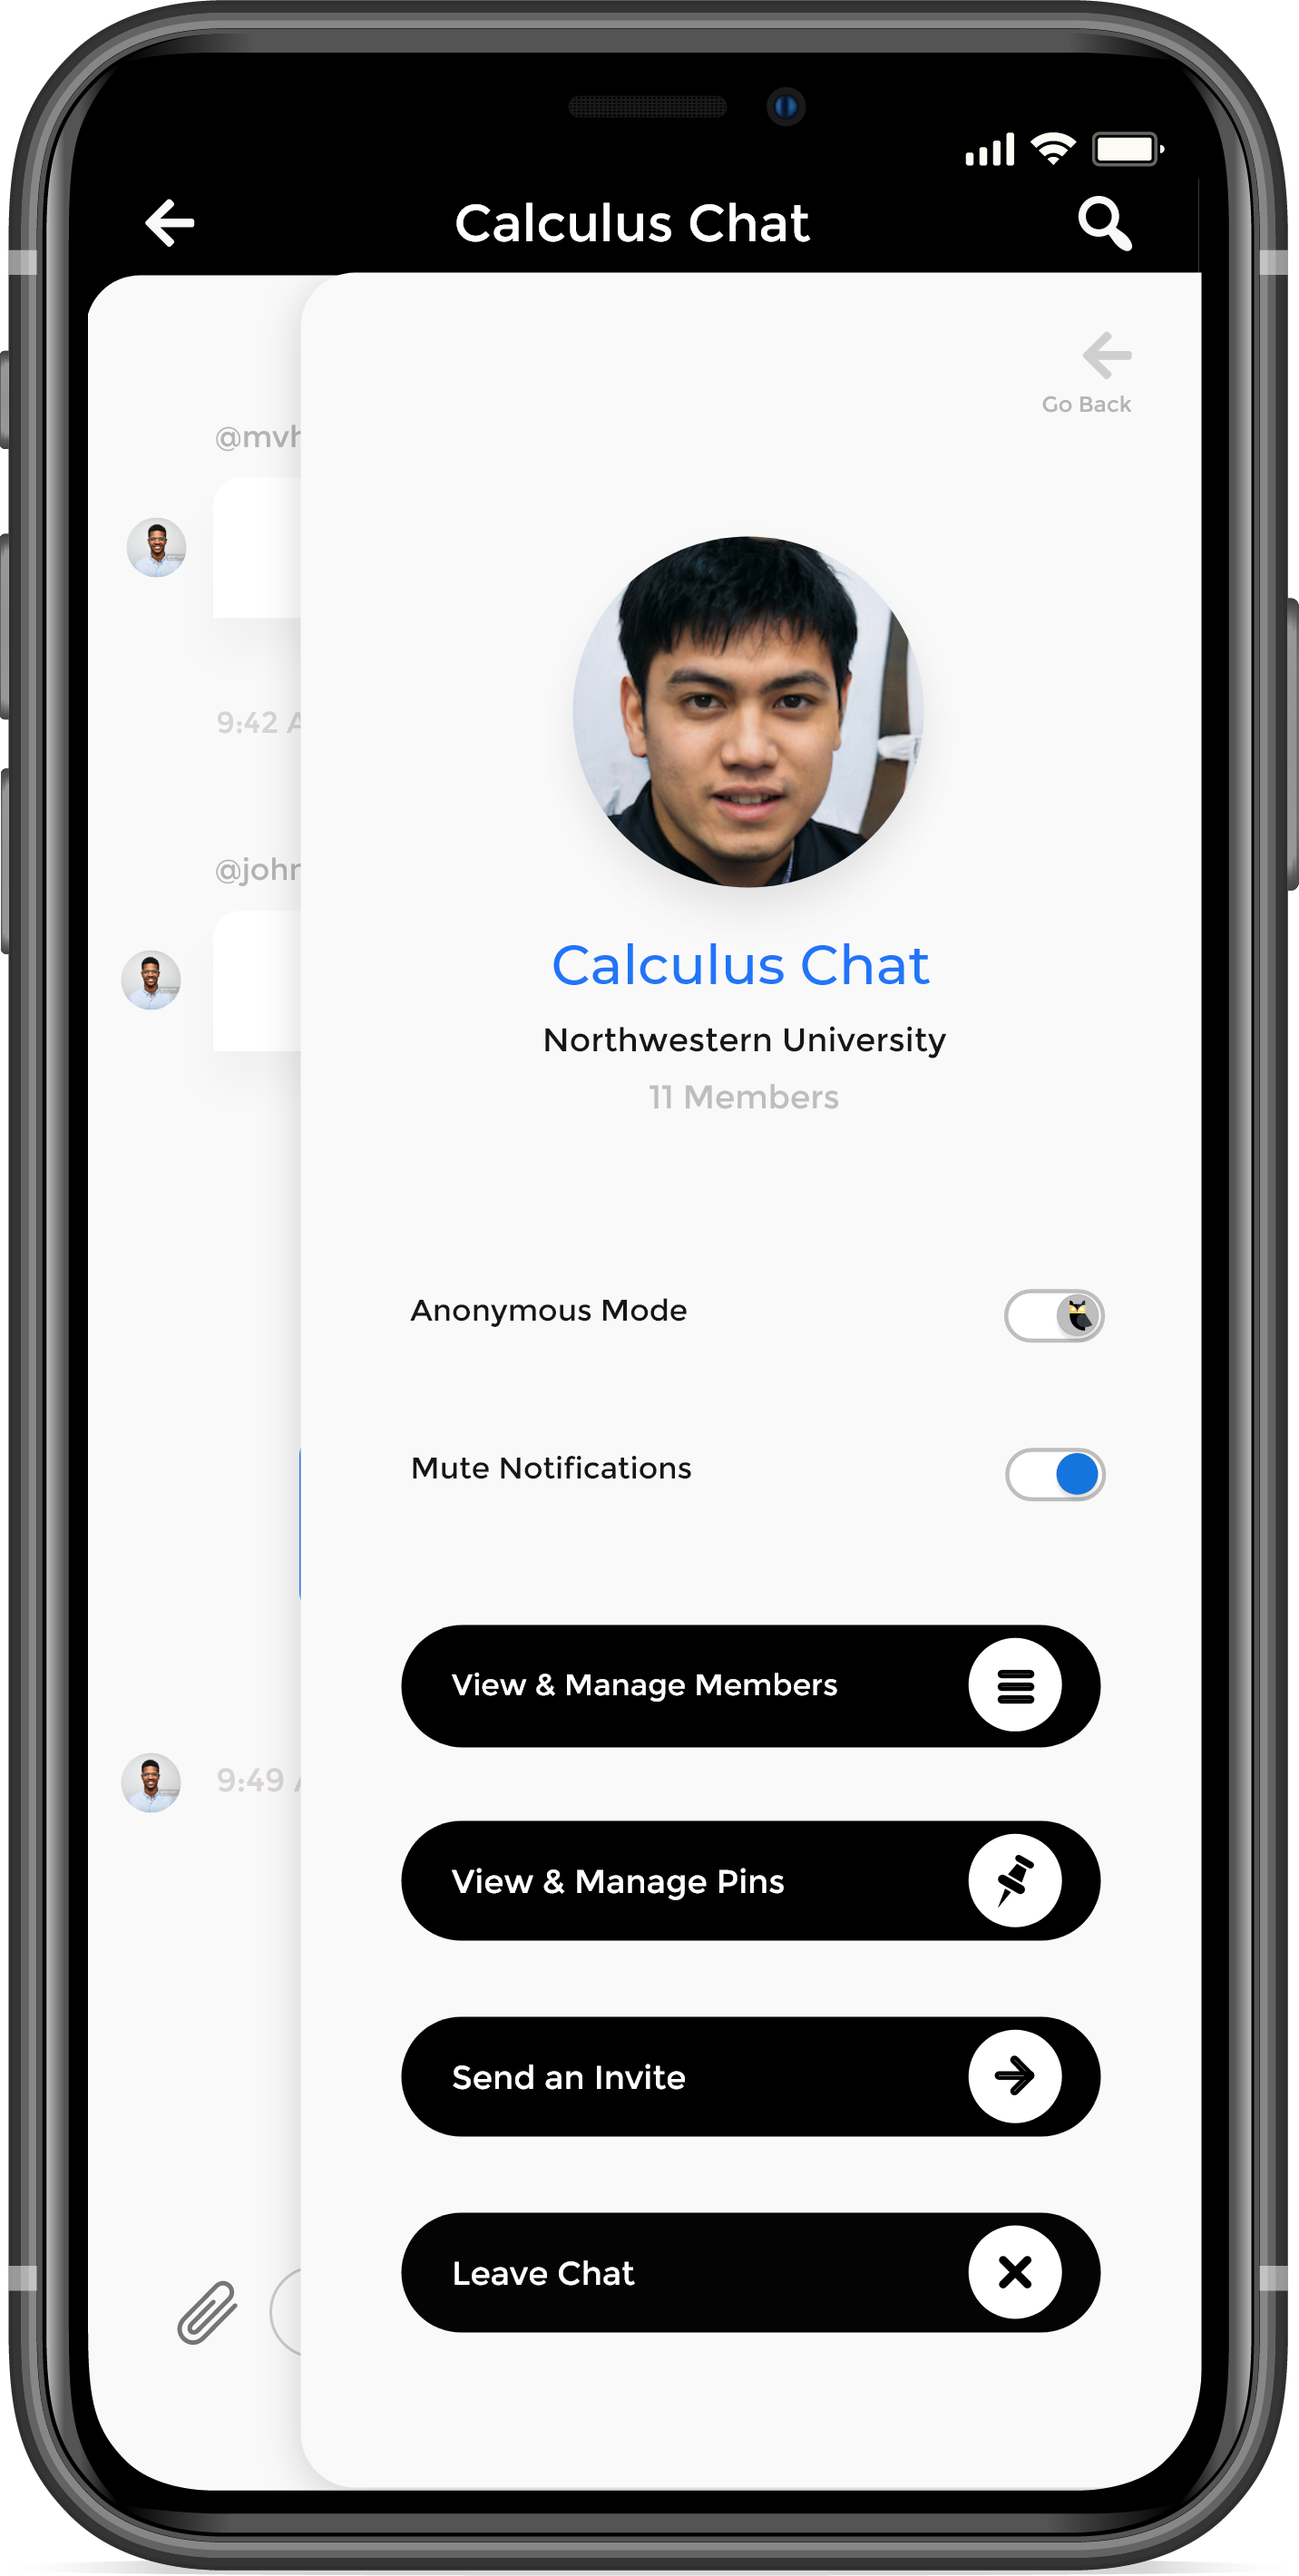 Calculus Chat
Go Back
@mvh
9:42 A
@john
9:49 A
Calculus Chat
Northwestern University
11 Members
Anonymous Mode
Mute Notifications
View & Manage Members
View & Manage Pins
Send an Invite
Leave Chat